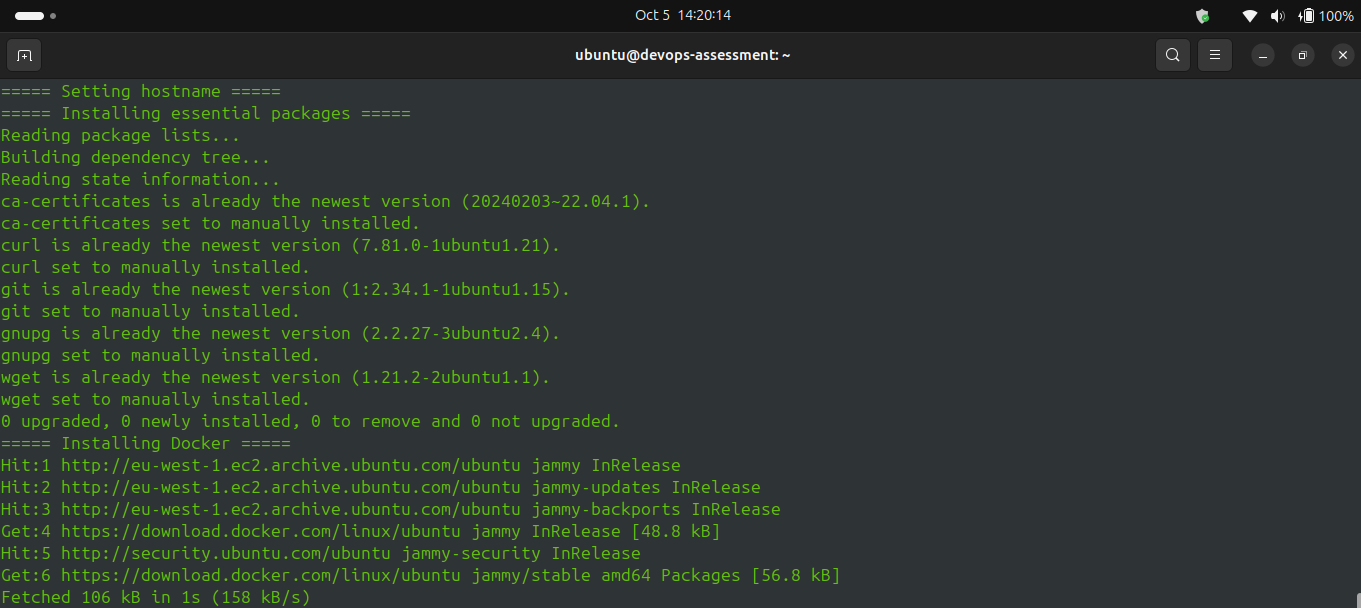 Oct 5  14:20:14
100%
ubuntu@devops-assessment: ~
===== Setting hostname =====
===== Installing essential packages =====
Reading package lists...
Building dependency tree...
Reading state information...
ca-certificates is already the newest version (20240203~22.04.1).
ca-certificates set to manually installed.
curl is already the newest version (7.81.0-1ubuntu1.21).
curl set to manually installed.
git is already the newest version (1:2.34.1-1ubuntu1.15).
git set to manually installed.
gnupg is already the newest version (2.2.27-3ubuntu2.4).
gnupg set to manually installed.
wget is already the newest version (1.21.2-2ubuntu1.1).
wget set to manually installed.
0 upgraded, 0 newly installed, 0 to remove and 0 not upgraded.
===== Installing Docker =====
Hit:1 http://eu-west-1.ec2.archive.ubuntu.com/ubuntu jammy InRelease
Hit:2 http://eu-west-1.ec2.archive.ubuntu.com/ubuntu jammy-updates InRelease
Hit:3 http://eu-west-1.ec2.archive.ubuntu.com/ubuntu jammy-backports InRelease
Get:4 https://download.docker.com/linux/ubuntu jammy InRelease [48.8 kB]
Hit:5 http://security.ubuntu.com/ubuntu jammy-security InRelease
Get:6 https://download.docker.com/linux/ubuntu jammy/stable amd64 Packages [56.8 kB]
Fetched 106 kB in 1s (158 kB/s)